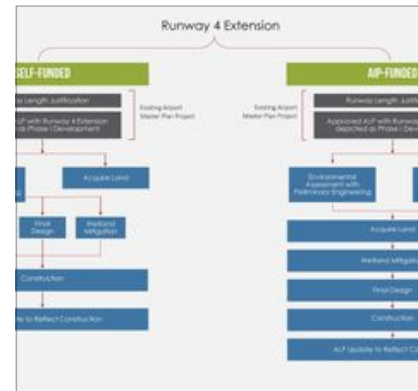 Runway 4 Extension
SELF-FUNDED
Runway Length Justification
ALP with Runway 4 Extension
as Phase I Development
Existing Airport
Master Plan Project
Acquire Land
Final
Design
Wetland
Mitigation
Construction
to Reflect Construction
AIP-FUNDED
Runway Length
Approved ALP with Runway
depicted as Phase I
Existing Airport
Master Plan Project
Environmental
Assessment with
Preliminary Engineering
Acquire Land
Wetland Mitigation
Final Design
Construction
ALP Update to Reflect